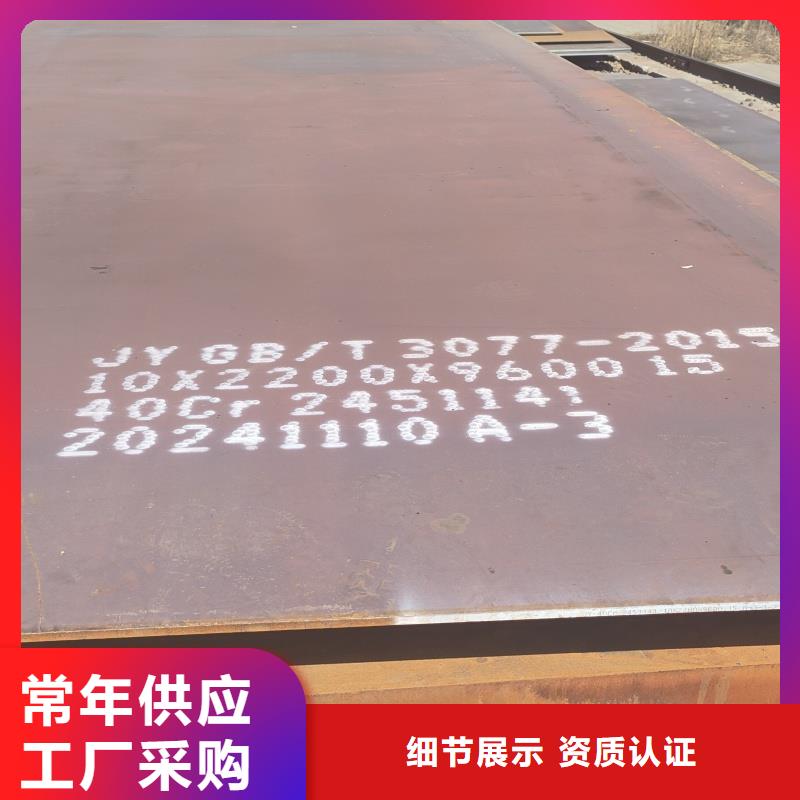 JY GB/T 3077-2015
10X2200X9600 15
40Cr 2451141
20241110 A-3
常年供应
工厂采购
细节展示 资质认证